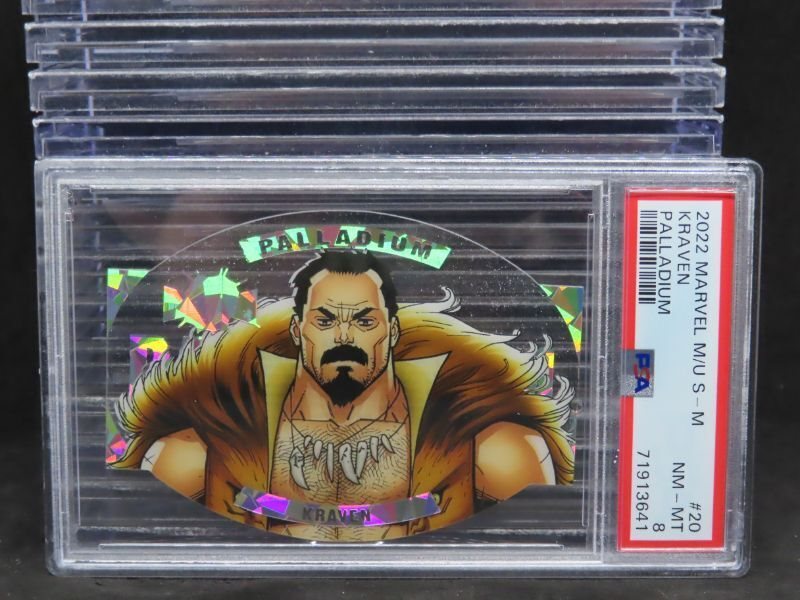 PALLADIUM
KRAVEN
2022 MARVEL M/U S-M #20
KRAVEN NM-MT
PALLADIUM 8
PSA 71913641